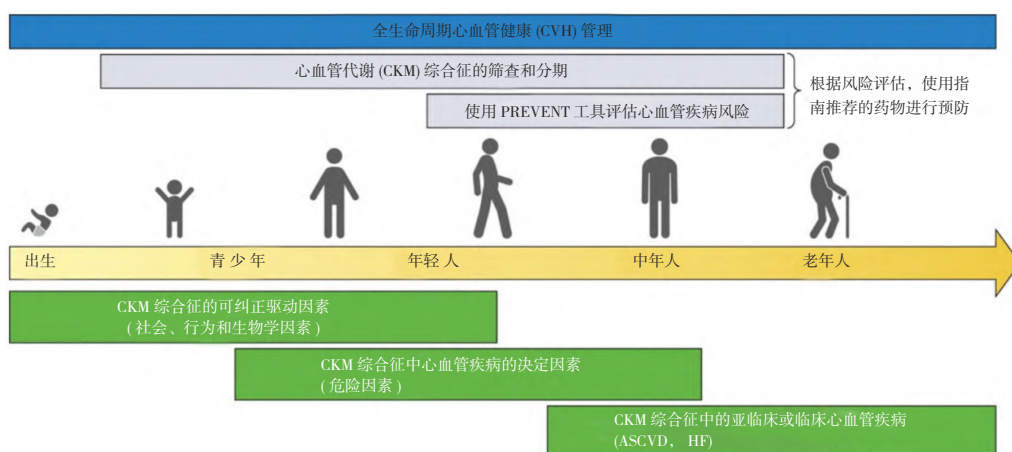 全生命周期心血管健康 (CVH) 管理
心血管代谢 (CKM) 综合征的筛查和分期
使用 PREVENT 工具评估心血管疾病风险
根据风险评估，使用指
南推荐的药物进行预防
出生
青 少 年
年轻 人
中年人
老年人
CKM 综合征的可纠正驱动因素
( 社会、行为和生物学因素 )
CKM 综合征中心血管疾病的决定因素
( 危险因素 )
CKM 综合征中的亚临床或临床心血管疾病
(ASCVD， HF)